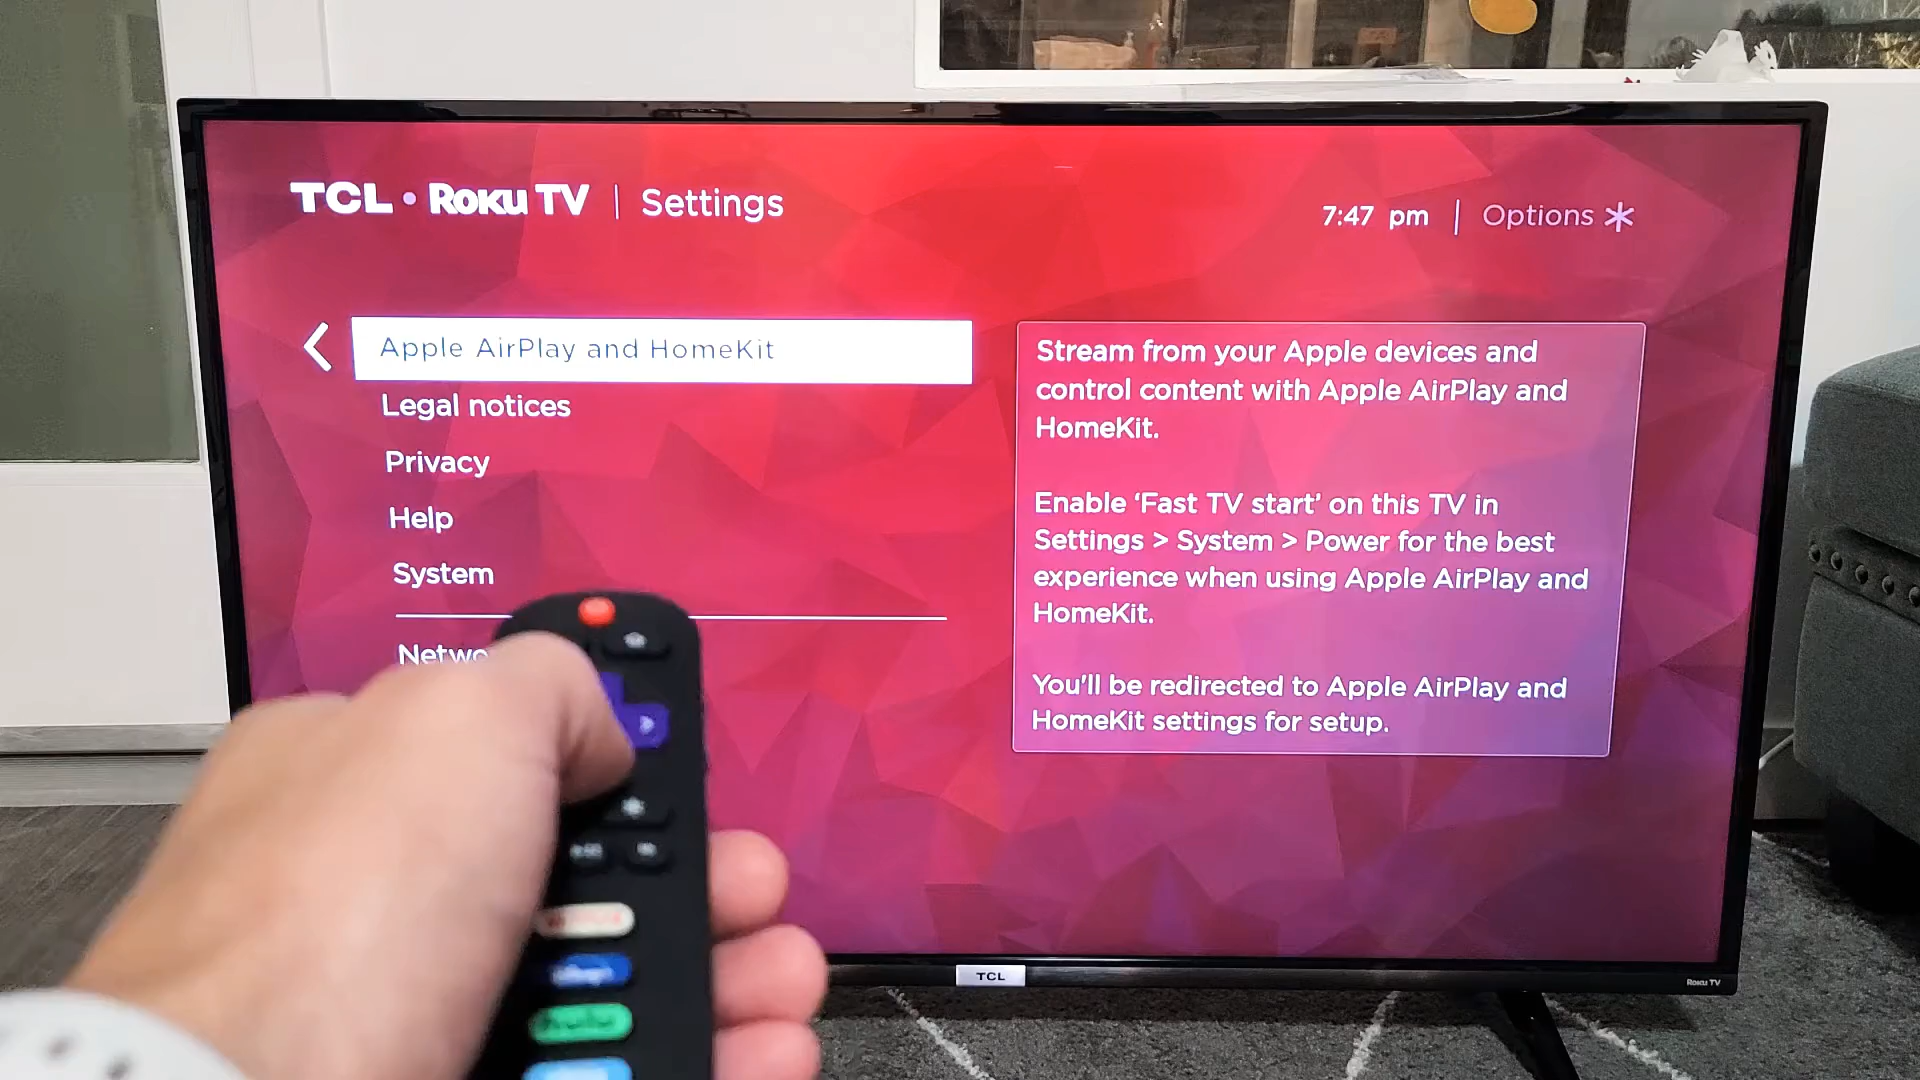 TCL • Roku TV | Settings
7:47 pm | Options
Apple AirPlay and HomeKit
Legal notices
Privacy
Help
System
Stream from your Apple devices and
control content with Apple AirPlay and
HomeKit.
Enable ‘Fast TV start’ on this TV in
Settings > System > Power for the best
experience when using Apple AirPlay and
HomeKit.
You'll be redirected to Apple AirPlay and
HomeKit settings for setup.
TCL
Roku TV